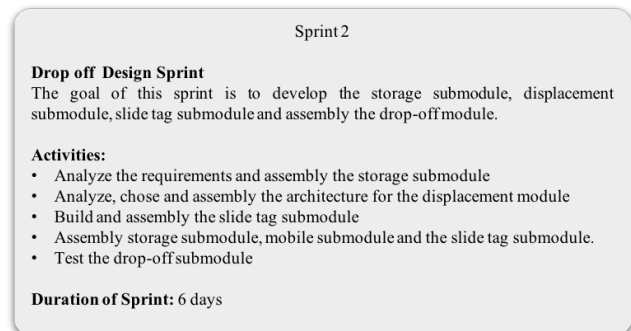 Sprint 2
Drop off Design Sprint
The goal of this sprint is to develop the storage submodule, displacement
submodule, slide tag submodule and assembly the drop-off module.
Activities:
• Analyze the requirements and assembly the storage submodule
• Analyze, chose and assembly the architecture for the displacement module
• Build and assembly the slide tag submodule
• Assembly storage submodule, mobile submodule and the slide tag submodule.
• Test the drop-off submodule
Duration of Sprint: 6 days